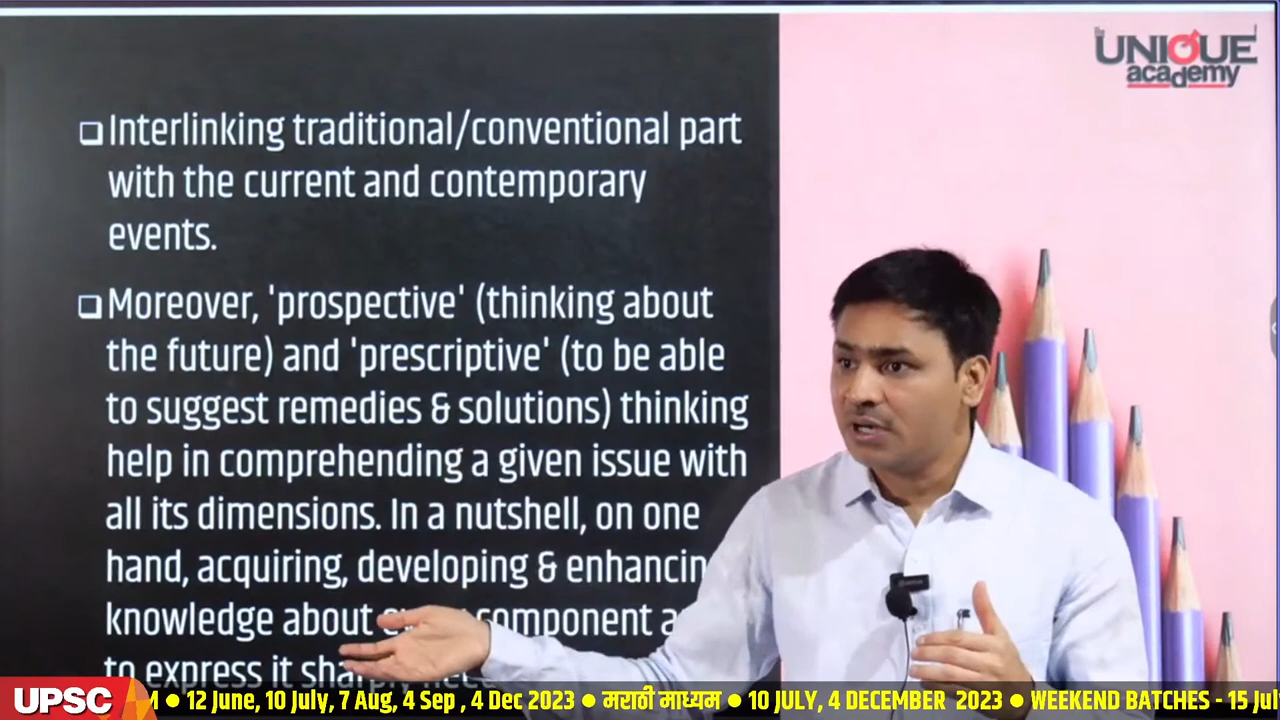 The
UNIQUE
academy
Interlinking traditional/conventional part
with the current and contemporary
events.
Moreover, 'prospective' (thinking about
the future) and 'prescriptive' (to be able
to suggest remedies & solutions) thinking
help in comprehending a given issue with
all its dimensions. In a nutshell, on one
hand, acquiring, developing & enhancin
knowledge about component
to express it
UPSC ● 12 June, 10 July, 7 Aug, 4 Sep , 4 Dec 2023 ● मराठी माध्यम ● 10 JULY, 4 DECEMBER 2023 ● WEEKEND BATCHES - 15 Jul